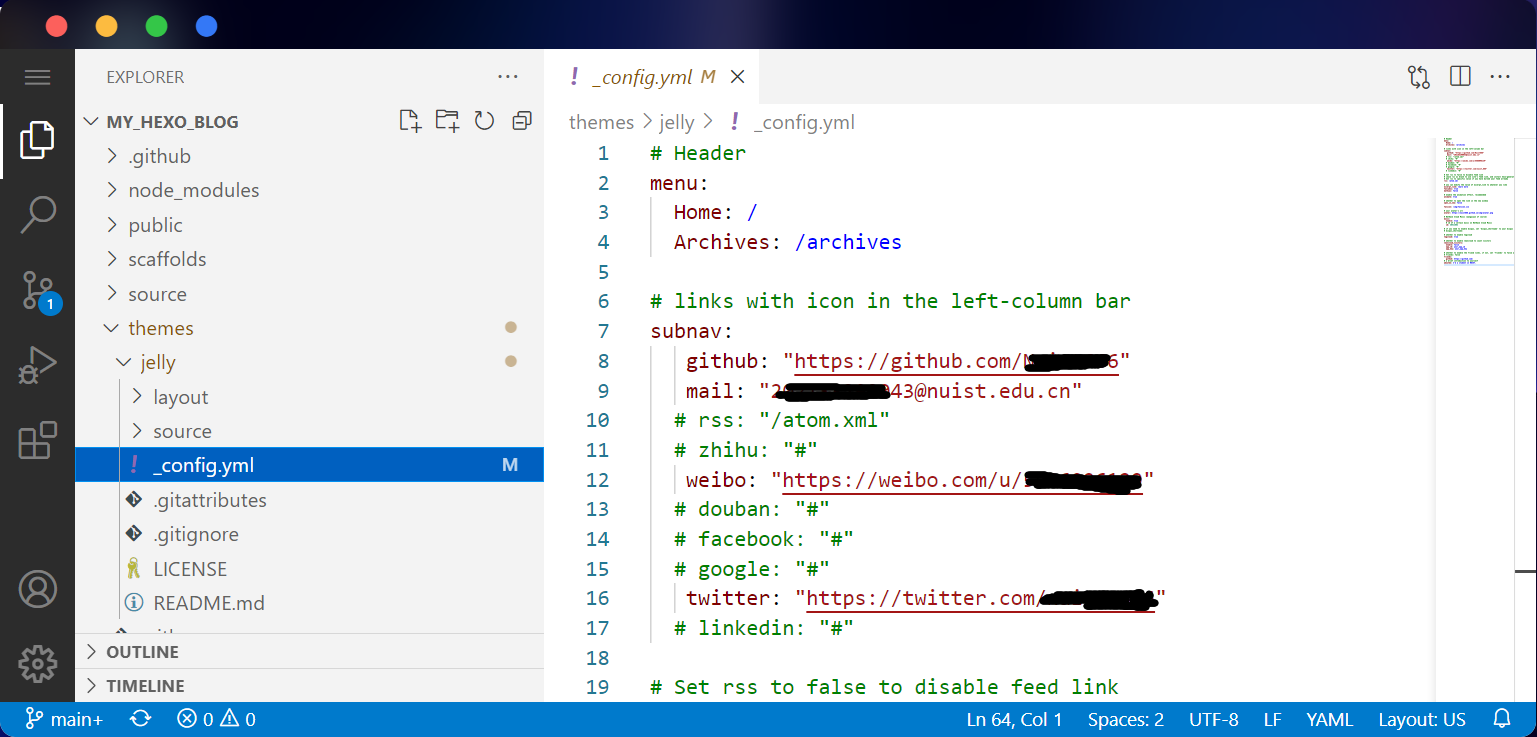 EXPLORER
MY_HEXO_BLOG
.github
node_modules
public
scaffolds
source
themes
jelly
layout
source
_config.yml M
.gitattributes
.gitignore
LICENSE
README.md
OUTLINE
TIMELINE
1
_config.yml M
themes > jelly > ! _config.yml
1 # Header
2 menu:
3 Home: /
4 Archives: /archives
5
6 # links with icon in the left-column bar
7 subnav:
8 github: "https://github.com/ 6"
9 mail: " 43@nuist.edu.cn"
10 # rss: "/atom.xml"
11 # zhihu: "#"
12 weibo: "https://weibo.com/u/ "
13 # douban: "#"
14 # facebook: "#"
15 # google: "#"
16 twitter: "https://twitter.com/ "
17 # linkedin: "#"
18
19 # Set rss to false to disable feed link
main+ 0 0 Ln 64, Col 1 Spaces: 2 UTF-8 LF YAML Layout: US